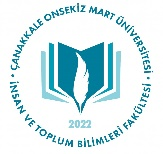 ÇANAKKALE ONSEKİZ MART ÜNİVERSİTESİ
İNSAN VE TOPLUM BİLİMLERİ FAKÜLTESİ
2022